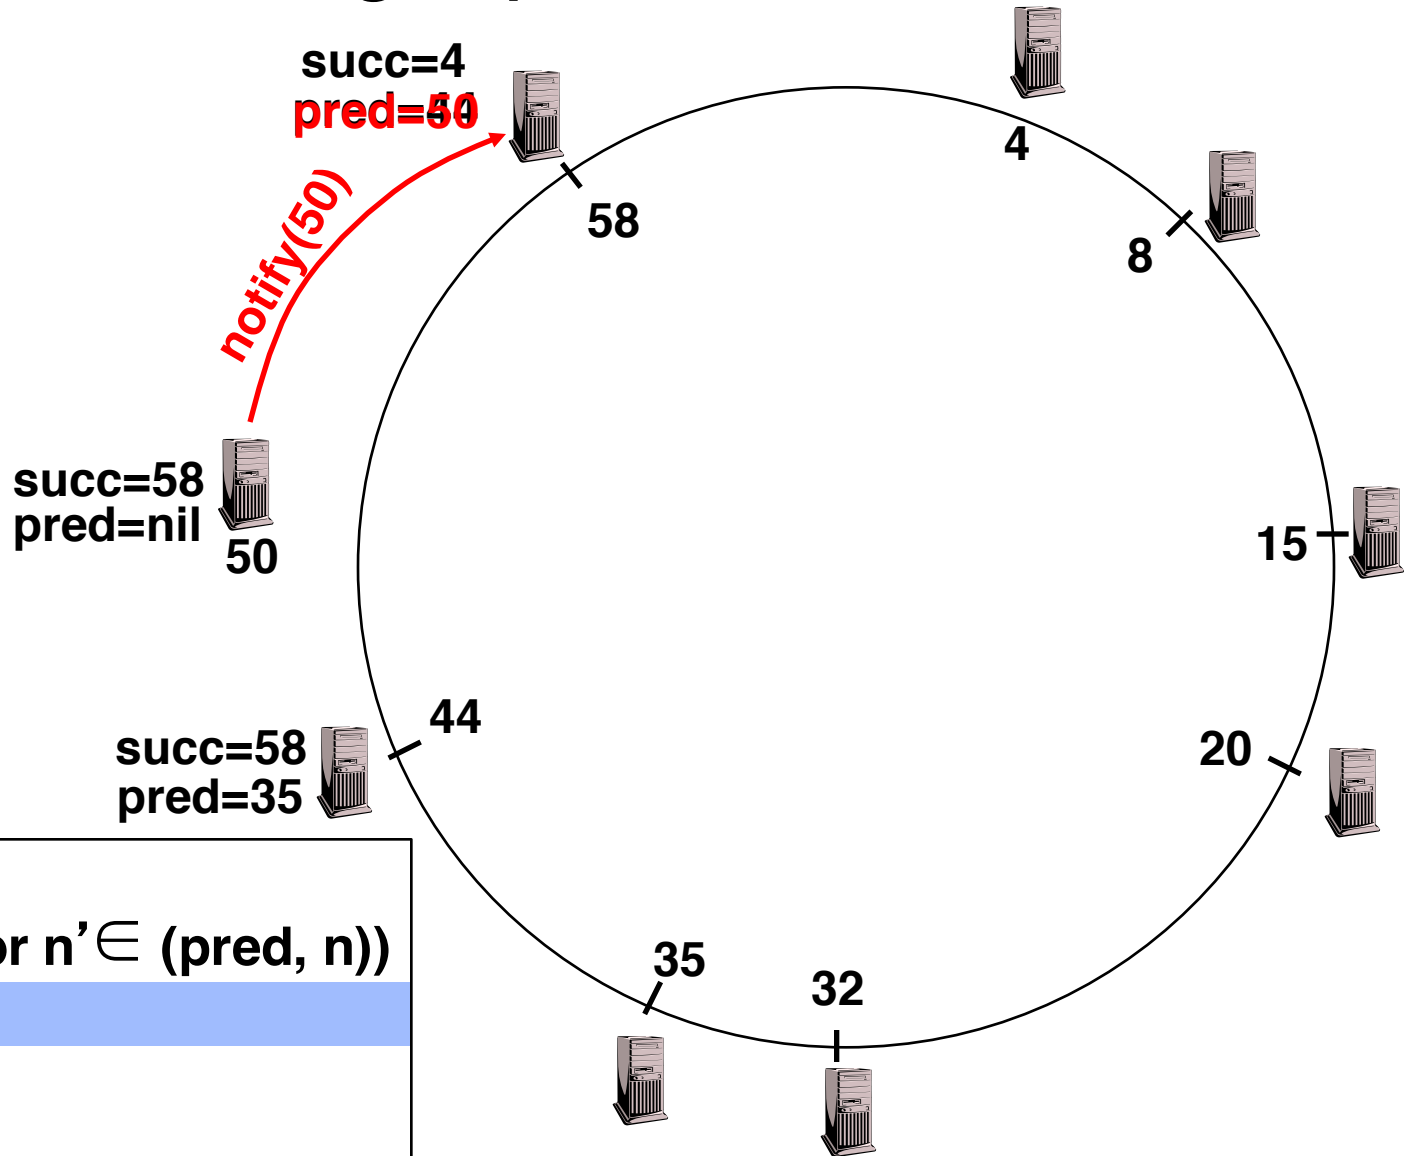 succ=4
pred=50
notify(50)
58
4
8
succ=58
pred=nil
50
15
44
succ=58
pred=35
20
n’∈ (pred, n))
35
32